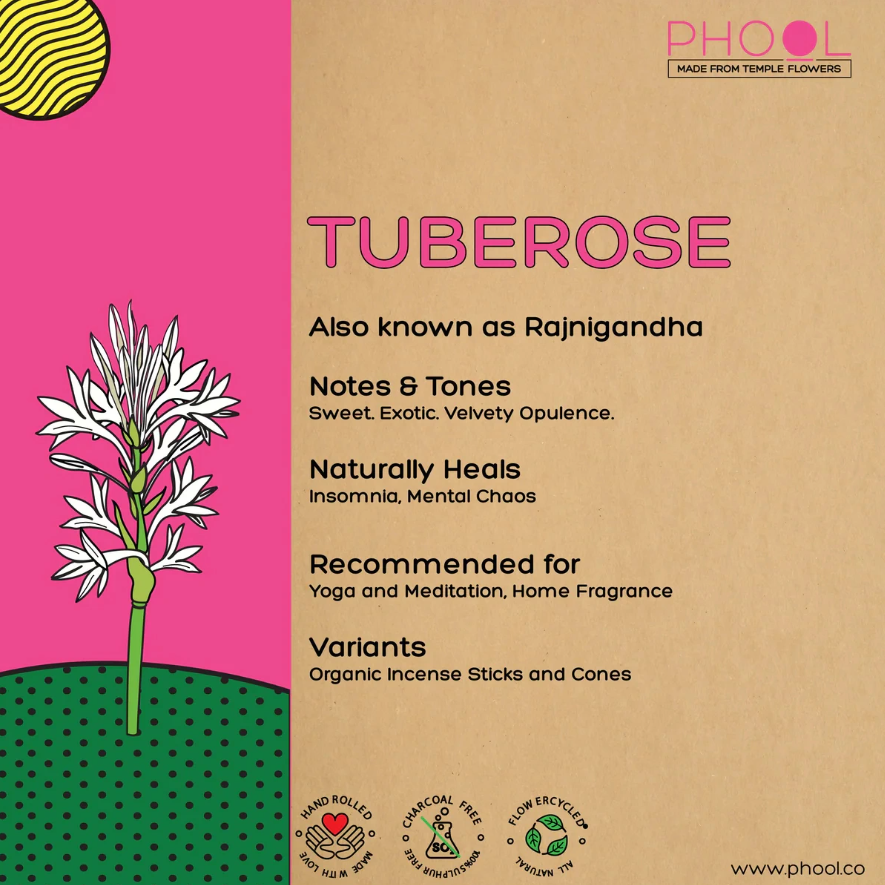 PHOOL
MADE FROM TEMPLE FLOWERS
TUBEROSE
Also known as Rajnigandha
Notes & Tones
Sweet. Exotic. Velvety Opulence.
Naturally Heals
Insomnia, Mental Chaos
Recommended for
Yoga and Meditation, Home Fragrance
Variants
Organic Incense Sticks and Cones
HAND ROLLED
MADE WITH LOVE
CHARCOAL FREE
SO₂
100% SULPHUR FREE
FLOWERCYCLED®
ALL NATURAL
www.phool.co